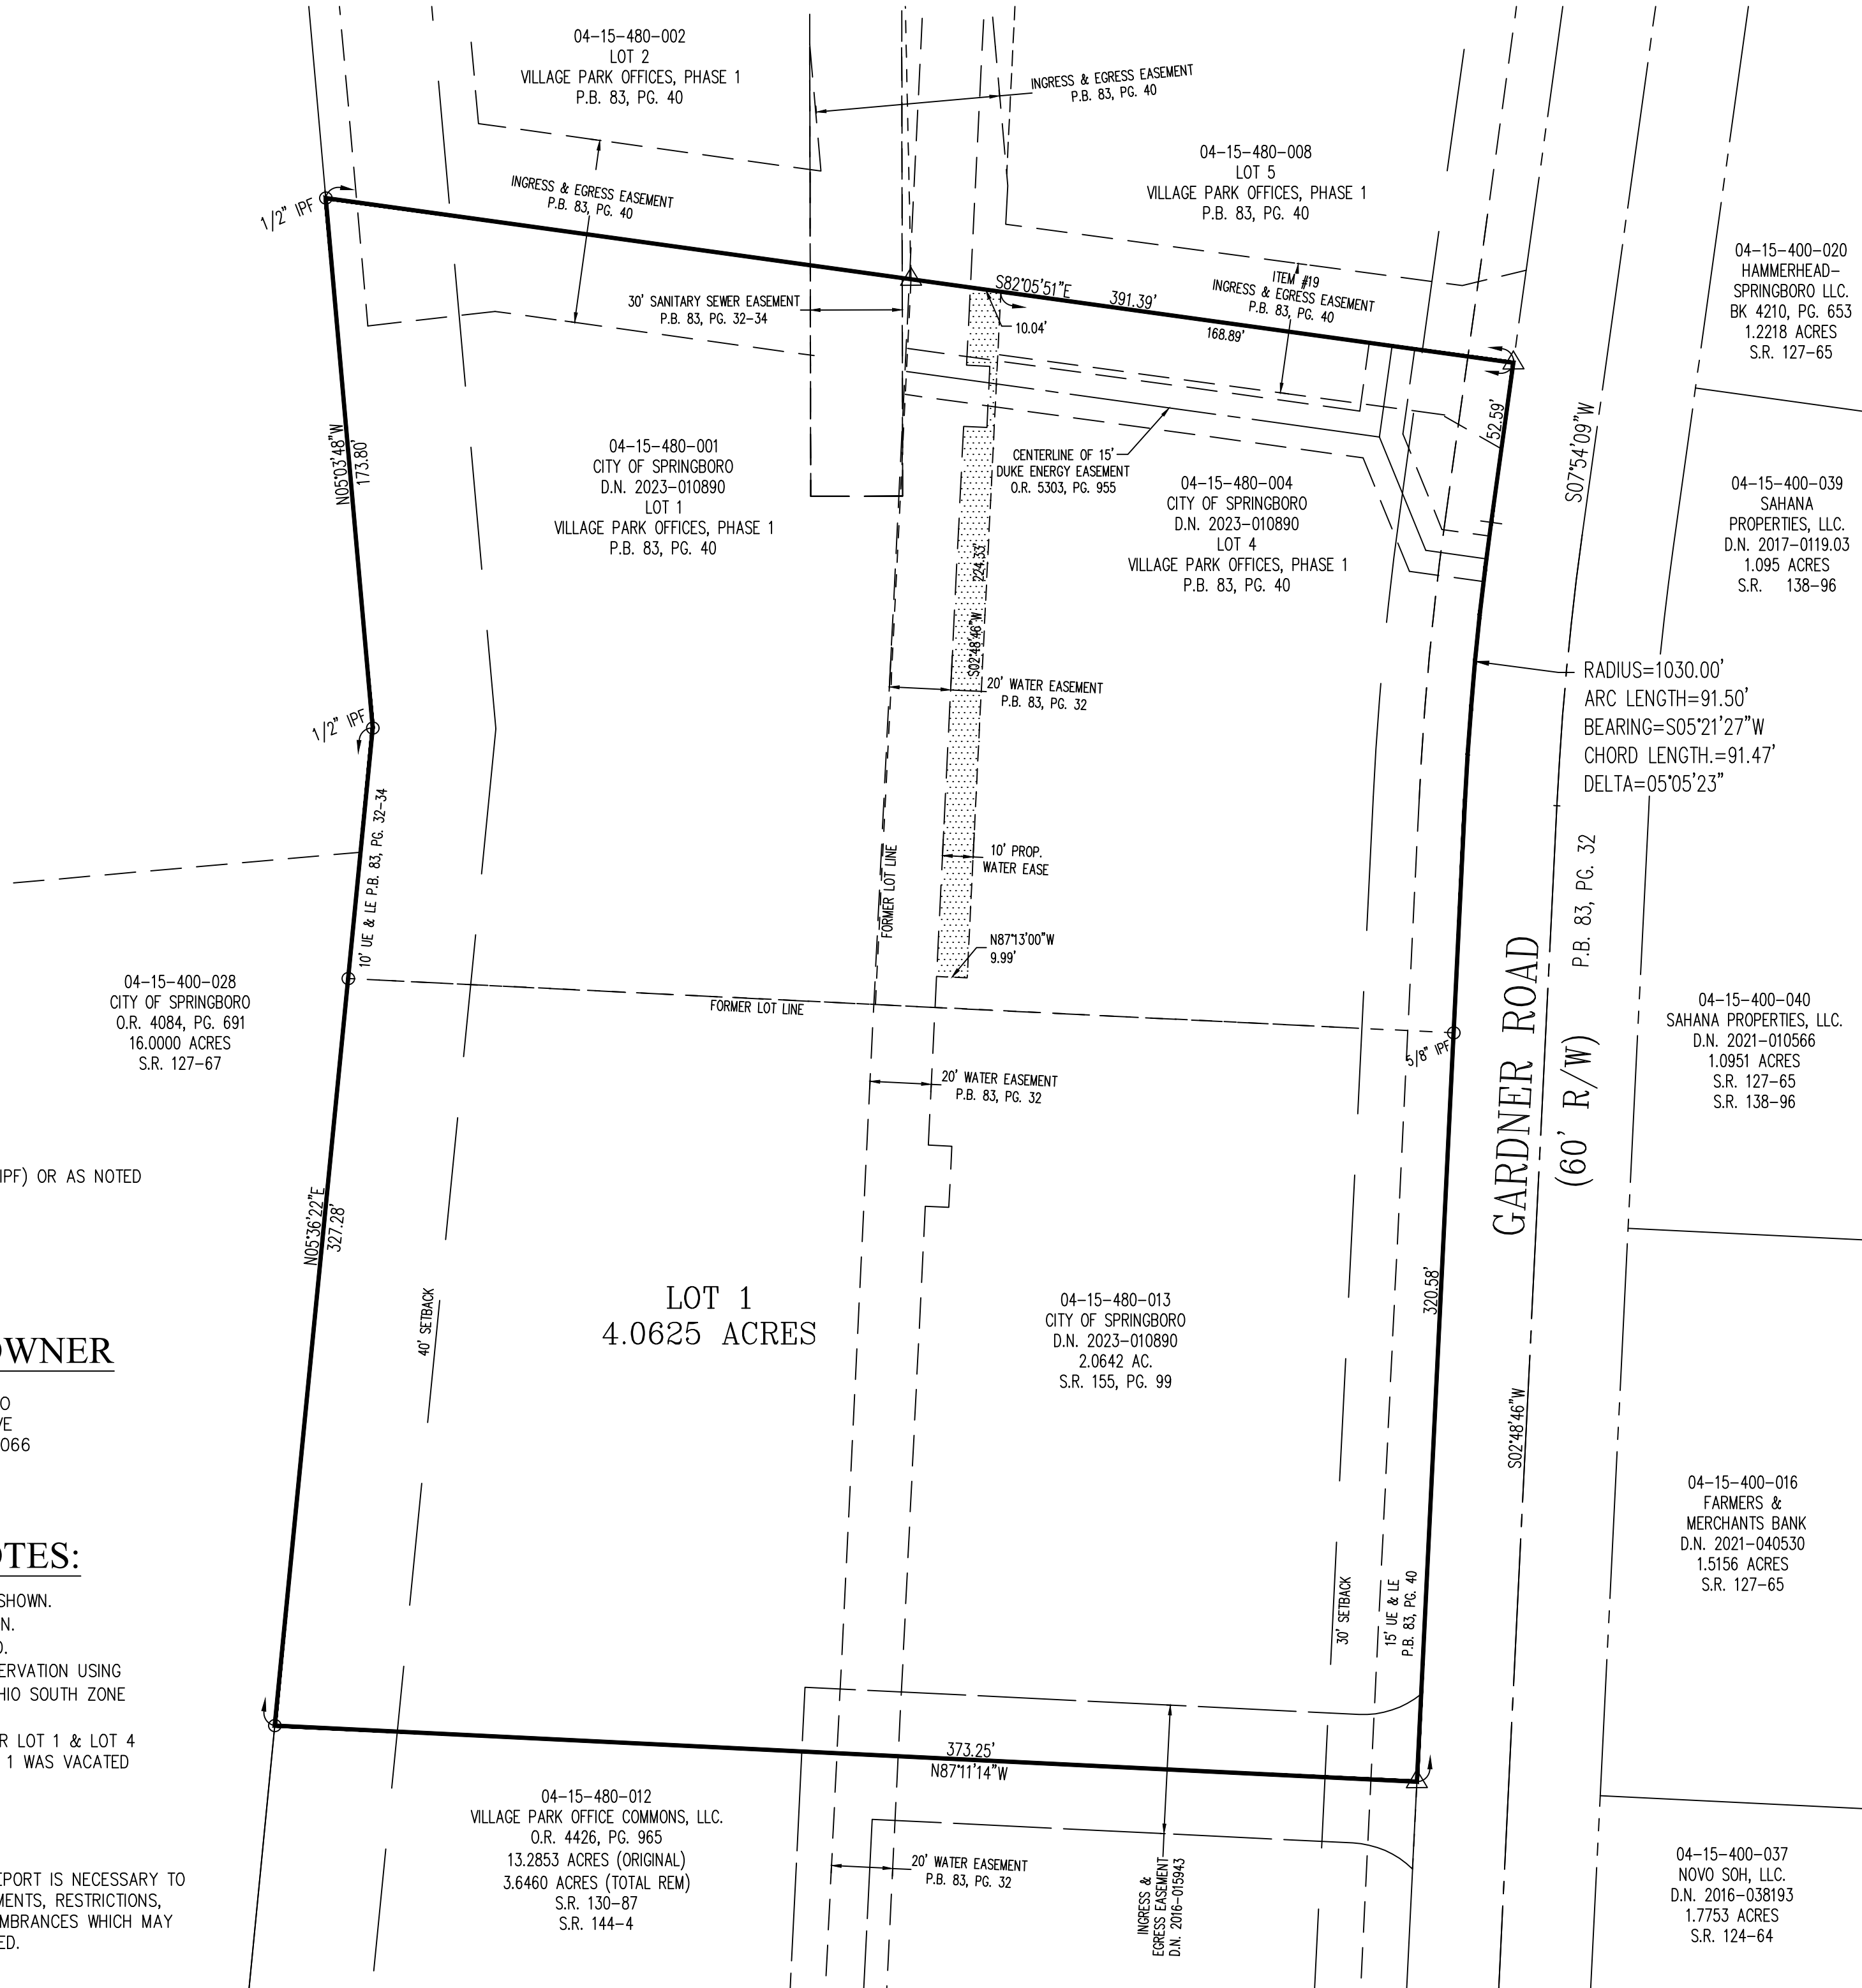 04-15-480-002
LOT 2
VILLAGE PARK OFFICES, PHASE 1
P.B. 83, PG. 40
INGRESS & EGRESS EASEMENT
P.B. 83, PG. 40
04-15-480-008
LOT 5
VILLAGE PARK OFFICES, PHASE 1
P.B. 83, PG. 40
INGRESS & EGRESS EASEMENT
P.B. 83, PG. 40
1/2" IPF
30' SANITARY SEWER EASEMENT
P.B. 83, PG. 32-34
S82°05'51"E
391.39'
10.04'
168.89'
ITEM #19
INGRESS & EGRESS EASEMENT
P.B. 83, PG. 40
04-15-400-020
HAMMERHEAD-
SPRINGBORO LLC.
BK 4210, PG. 653
1.2218 ACRES
S.R. 127-65
52.59'
S07°54'09"W
N05°03'48"W
173.80'
04-15-480-001
CITY OF SPRINGBORO
D.N. 2023-010890
LOT 1
VILLAGE PARK OFFICES, PHASE 1
P.B. 83, PG. 40
CENTERLINE OF 15'
DUKE ENERGY EASEMENT
O.R. 5303, PG. 955
04-15-480-004
CITY OF SPRINGBORO
D.N. 2023-010890
LOT 4
VILLAGE PARK OFFICES, PHASE 1
P.B. 83, PG. 40
04-15-400-039
SAHANA
PROPERTIES, LLC.
D.N. 2017-0119.03
1.095 ACRES
S.R. 138-96
S02°48'46"W
224.33'
20' WATER EASEMENT
P.B. 83, PG. 32
RADIUS=1030.00'
ARC LENGTH=91.50'
BEARING=S05°21'27"W
CHORD LENGTH.=91.47'
DELTA=05°05'23"
1/2" IPF
10' UE & LE P.B. 83, PG. 32-34
FORMER LOT LINE
10' PROP.
WATER EASE
N87°13'00"W
9.99'
P.B. 83, PG. 32
04-15-400-028
CITY OF SPRINGBORO
O.R. 4084, PG. 691
16.0000 ACRES
S.R. 127-67
FORMER LOT LINE
5/8" IPF
GARDNER ROAD
(60' R/W)
04-15-400-040
SAHANA PROPERTIES, LLC.
D.N. 2021-010566
1.0951 ACRES
S.R. 127-65
S.R. 138-96
20' WATER EASEMENT
P.B. 83, PG. 32
IPF) OR AS NOTED
N05°36'22"E
327.28'
40' SETBACK
LOT 1
4.0625 ACRES
04-15-480-013
CITY OF SPRINGBORO
D.N. 2023-010890
2.0642 AC.
S.R. 155, PG. 99
320.58'
S02°48'46"W
OWNER
O
VE
066
04-15-400-016
FARMERS &
MERCHANTS BANK
D.N. 2021-040530
1.5156 ACRES
S.R. 127-65
OTES:
SHOWN.
N.
D.
ERVATION USING
HIO SOUTH ZONE
R LOT 1 & LOT 4
1 WAS VACATED
30' SETBACK
15' UE & LE
P.B. 83, PG. 40
373.25'
N87°11'14"W
04-15-480-012
VILLAGE PARK OFFICE COMMONS, LLC.
O.R. 4426, PG. 965
13.2853 ACRES (ORIGINAL)
3.6460 ACRES (TOTAL REM)
S.R. 130-87
S.R. 144-4
20' WATER EASEMENT
P.B. 83, PG. 32
INGRESS &
EGRESS EASEMENT
D.N. 2016-015943
04-15-400-037
NOVO SOH, LLC.
D.N. 2016-038193
1.7753 ACRES
S.R. 124-64
EPORT IS NECESSARY TO
MENTS, RESTRICTIONS,
MBRANCES WHICH MAY
ED.